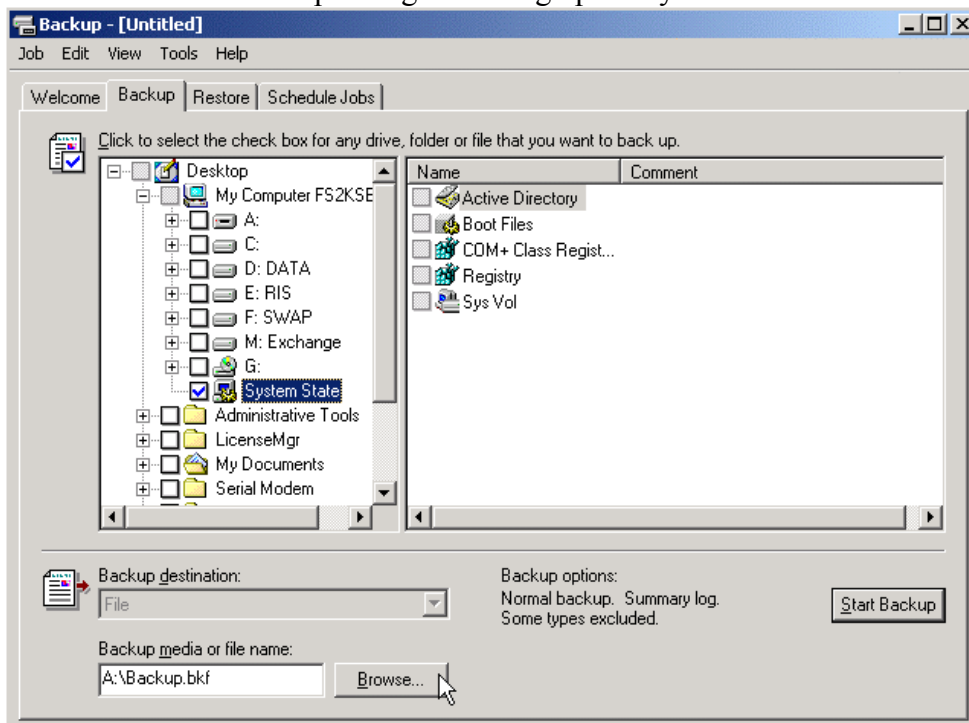 Backup - [Untitled]
Job Edit View Tools Help
Welcome Backup Restore Schedule Jobs
Click to select the check box for any drive, folder or file that you want to back up.
Desktop
My Computer FS2KSE
A:
C:
D: DATA
E: RIS
F: SWAP
M: Exchange
G:
System State
Administrative Tools
LicenseMgr
My Documents
Serial Modem
Name Comment
Active Directory
Boot Files
COM+ Class Regist...
Registry
Sys Vol
Backup destination:
File
Backup media or file name:
A:\Backup.bkf
Browse...
Backup options:
Normal backup. Summary log.
Some types excluded.
Start Backup